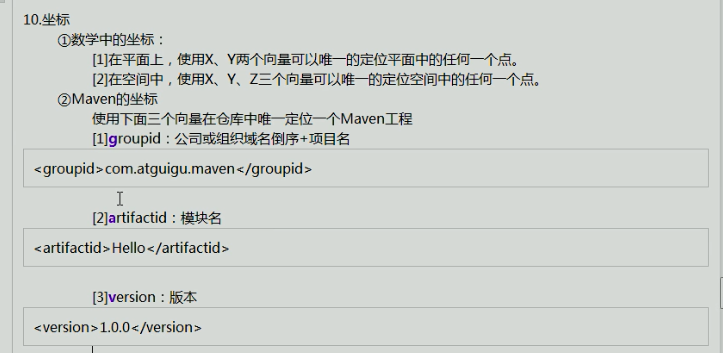 10.坐标
①数学中的坐标：
[1]在平面上，使用X、Y两个向量可以唯一的定位平面中的任何一个点。
[2]在空间中，使用X、Y、Z三个向量可以唯一的定位空间中的任何一个点。
②Maven的坐标
使用下面三个向量在仓库中唯一定位一个Maven工程
[1]groupid：公司或组织域名倒序+项目名
<groupid>com.atguigu.maven</groupid>
[2]artifactid：模块名
<artifactid>Hello</artifactid>
[3]version：版本
<version>1.0.0</version>